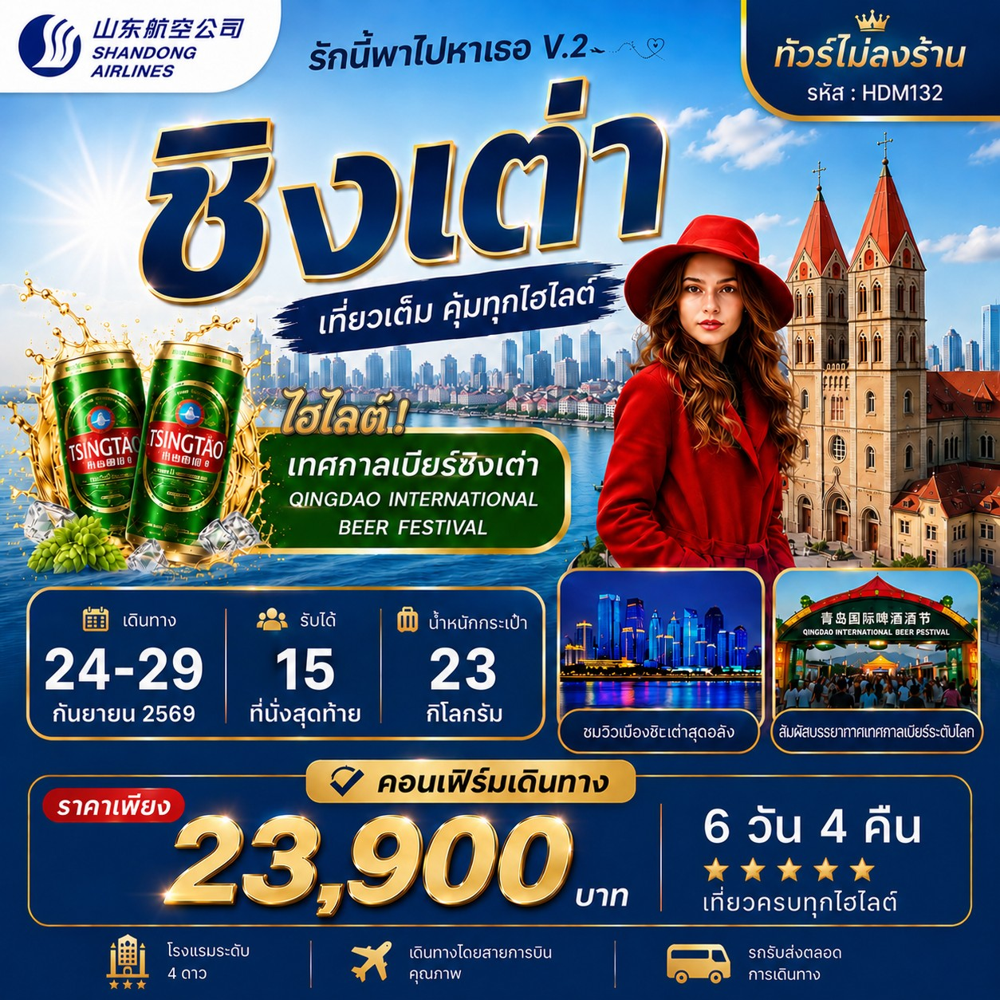 山东航空公司
SHANDONG
AIRLINES
รักนี้พาไปหาเธอ V.2
ทัวร์ไม่ลงร้าน
รหัส : HDM132
ชิงเต่า
เที่ยวเต็ม คุ้มทุกไฮไลต์
ไฮไลต์!
เทศกาลเบียร์ซิงเต่า
QINGDAO INTERNATIONAL
BEER FESTIVAL
TSINGTAO
TSINGTAO
เดินทาง
24-29
กันยายน 2569
รับได้
15
ที่นั่งสุดท้าย
น้ำหนักกระเป๋า
23
กิโลกรัม
青岛国际啤酒酒节
QINGDAO INTERNATIONAL BEER PSTIVAL
ชมวิวเมืองชิงเต่าสุดอลัง
สัมผัสบรรยากาศเทศกาลเบียร์ระดับโลก
คอนเฟิร์มเดินทาง
ราคาเพียง
23,900
บาท
6 วัน 4 คืน
เที่ยวครบทุกไฮไลต์
โรงแรมระดับ
4 ดาว
เดินทางโดยสายการบิน
คุณภาพ
รถรับส่งตลอด
การเดินทาง